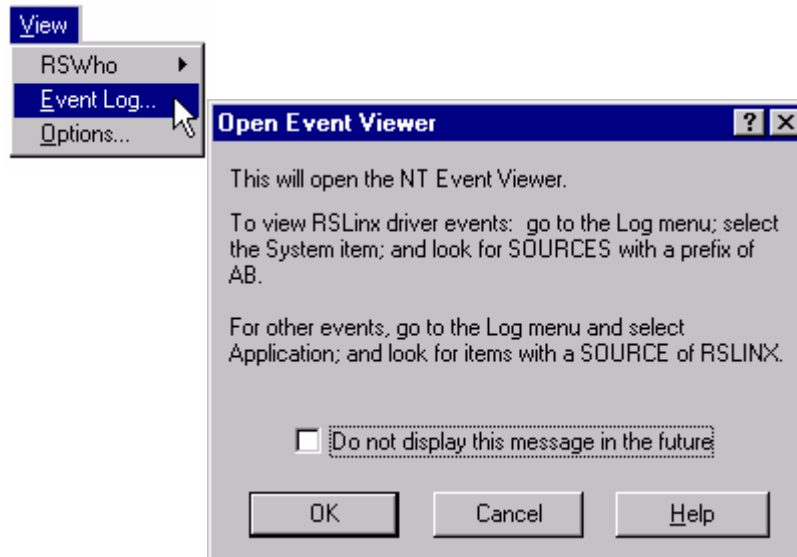 View
RSWho
Event Log...
Options...
Open Event Viewer
This will open the NT Event Viewer.
To view RSLinx driver events: go to the Log menu; select
the System item; and look for SOURCES with a prefix of
AB.
For other events, go to the Log menu and select
Application; and look for items with a SOURCE of RSLINX.
Do not display this message in the future
OK Cancel Help